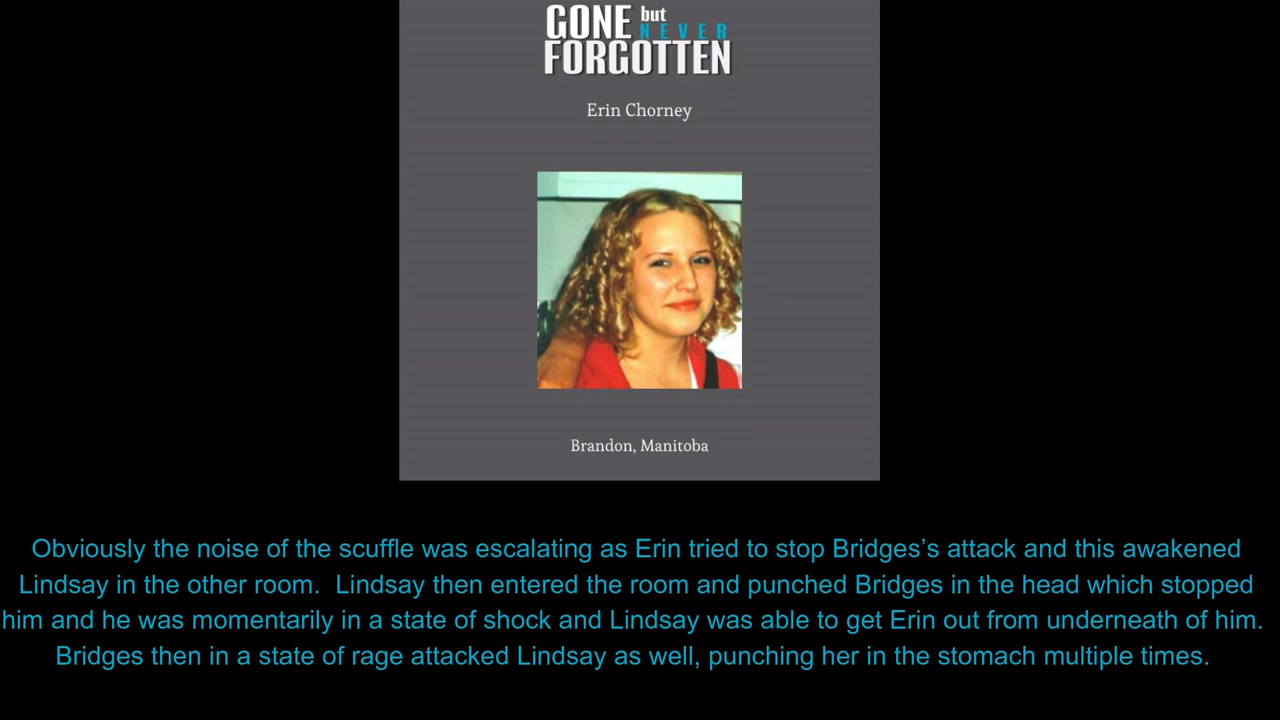 GONE but
NEVER
FORGOTTEN
Erin Chorney
Brandon, Manitoba
Obviously the noise of the scuffle was escalating as Erin tried to stop Bridges’s attack and this awakened
Lindsay in the other room.  Lindsay then entered the room and punched Bridges in the head which stopped
him and he was momentarily in a state of shock and Lindsay was able to get Erin out from underneath of him.
Bridges then in a state of rage attacked Lindsay as well, punching her in the stomach multiple times.